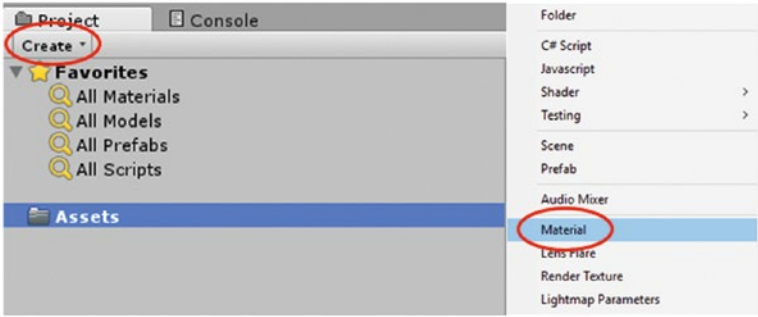 Project
Console
Create
Favorites
All Materials
All Models
All Prefabs
All Scripts
Assets
Folder
C# Script
Javascript
Shader
Testing
Scene
Prefab
Audio Mixer
Material
Lens Flare
Render Texture
Lightmap Parameters